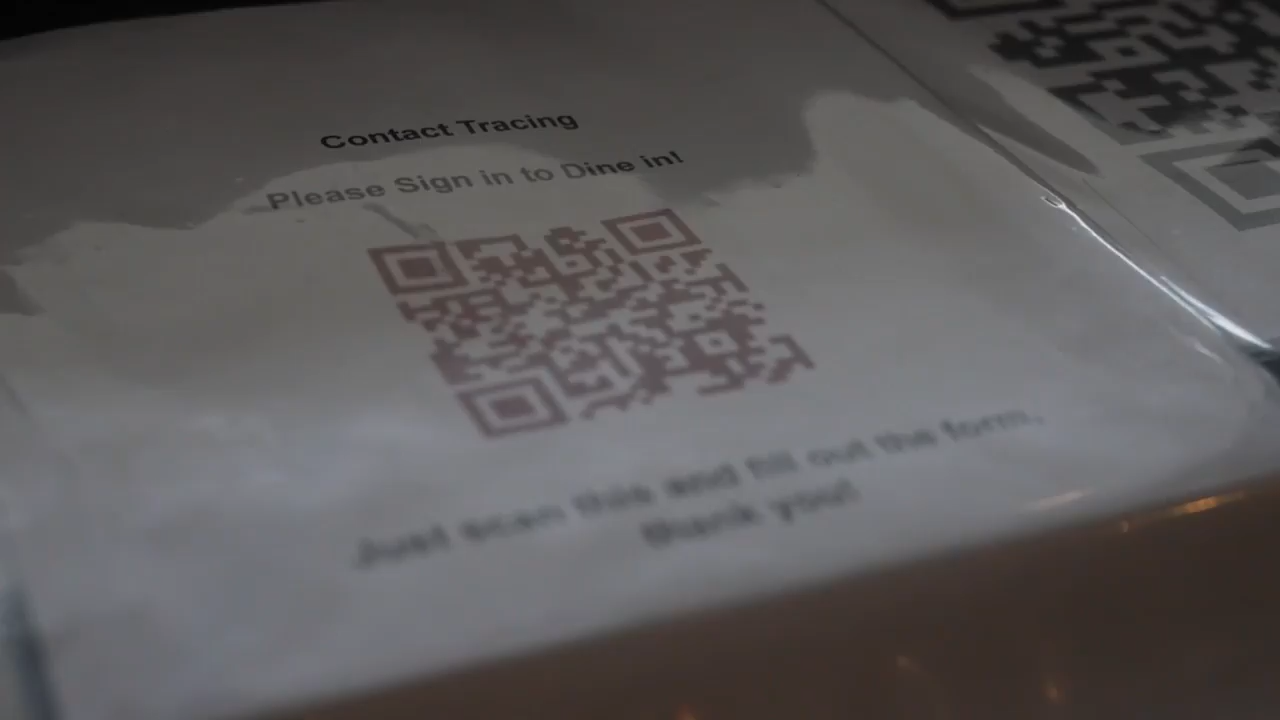 Contact Tracing
Please Sign in to Dine in!
Just scan this and fill out the form,
thank you!